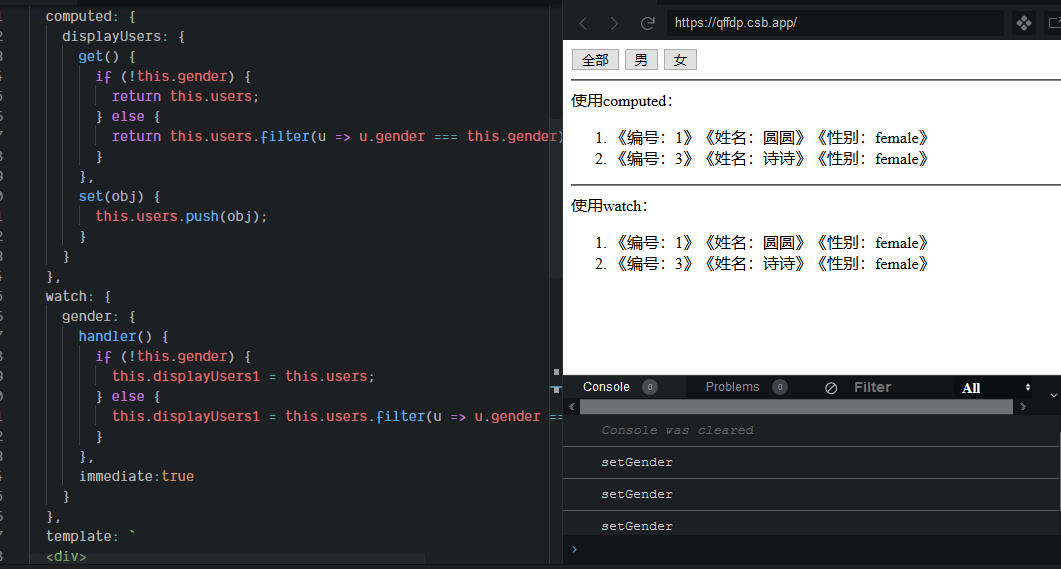 computed: {
displayUsers: {
get() {
if (!this.gender) {
return this.users;
} else {
return this.users.filter(u => u.gender === this.gender)
}
},
set(obj) {
this.users.push(obj);
}
}
},
watch: {
gender: {
handler() {
if (!this.gender) {
this.displayUsers1 = this.users;
} else {
this.displayUsers1 = this.users.filter(u => u.gender ==
}
},
immediate:true
}
},
template: `
<div>
https://qffdp.csb.app/
全部 男 女
使用computed：
1. 《编号：1》《姓名：圆圆》《性别：female》
2. 《编号：3》《姓名：诗诗》《性别：female》
使用watch：
1. 《编号：1》《姓名：圆圆》《性别：female》
2. 《编号：3》《姓名：诗诗》《性别：female》
Console 0 Problems 0 Filter All
Console was cleared
setGender
setGender
setGender